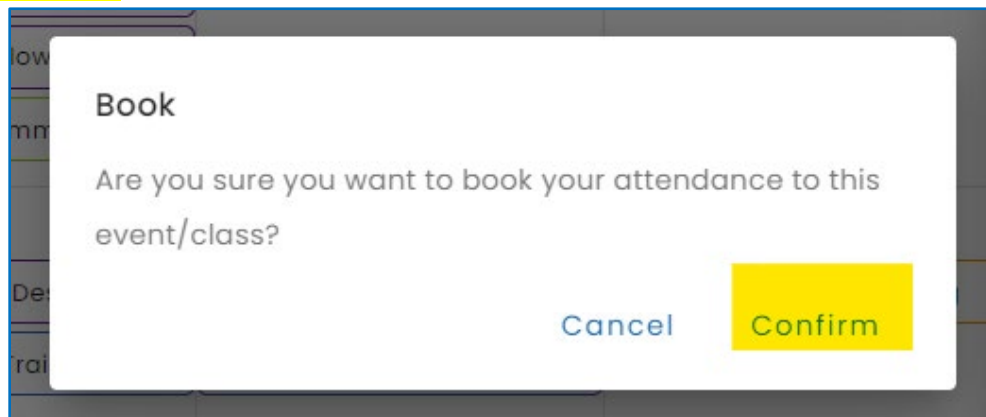 Book
Are you sure you want to book your attendance to this
event/class?
Cancel Confirm